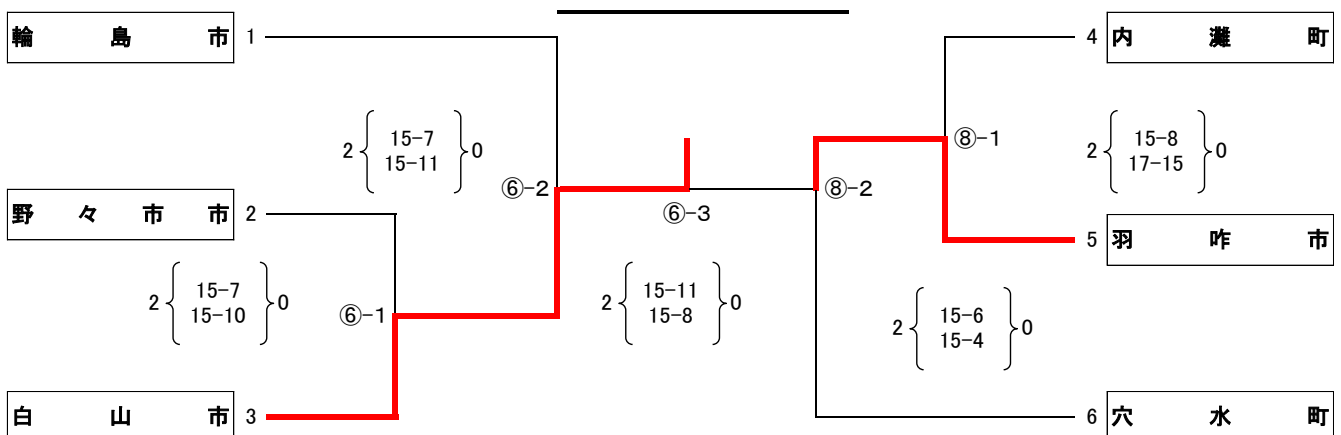 輪島市 1
4 内灘町
2 { 15-7 15-11 } 0
⑧-1
2 { 15-8 17-15 } 0
⑥-2
⑧-2
野々市市 2
⑥-3
5 羽咋市
2 { 15-7 15-10 } 0
⑥-1
2 { 15-11 15-8 } 0
2 { 15-6 15-4 } 0
白山市 3
6 穴水町